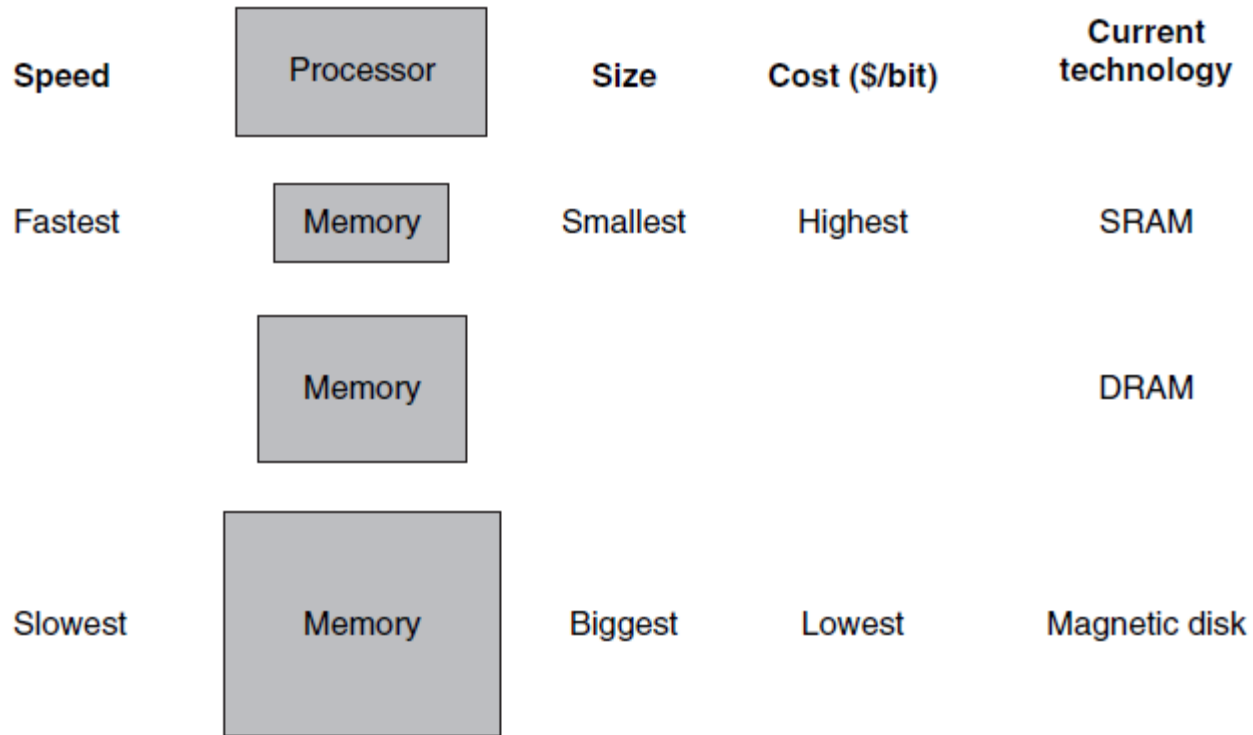 Speed Processor Size Cost ($/bit) Current
technology
Fastest Memory Smallest Highest SRAM
Memory DRAM
Slowest Memory Biggest Lowest Magnetic disk